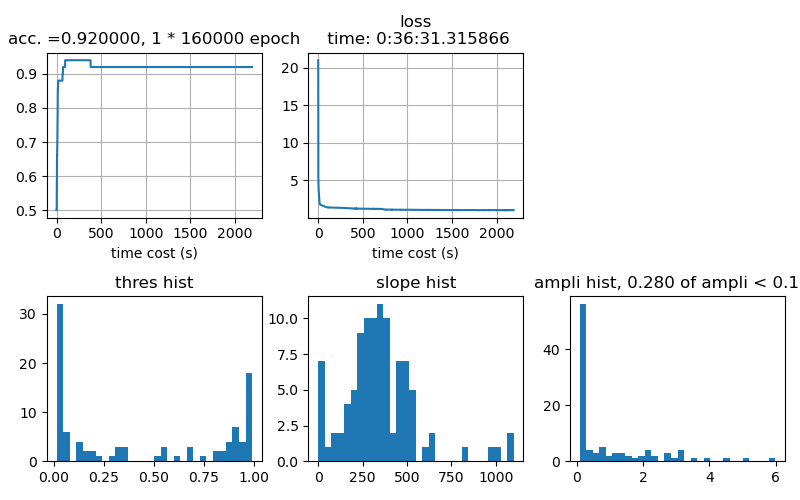 acc. =0.920000, 1 * 160000 epoch
0.9
0.8
0.7
0.6
0.5
0 500 1000 1500 2000
time cost (s)
loss
time: 0:36:31.315866
20
15
10
5
0 500 1000 1500 2000
time cost (s)
thres hist
30
20
10
0
0.00 0.25 0.50 0.75 1.00
slope hist
10.0
7.5
5.0
2.5
0.0
0 250 500 750 1000
ampli hist, 0.280 of ampli < 0.1
40
20
0
0 2 4 6